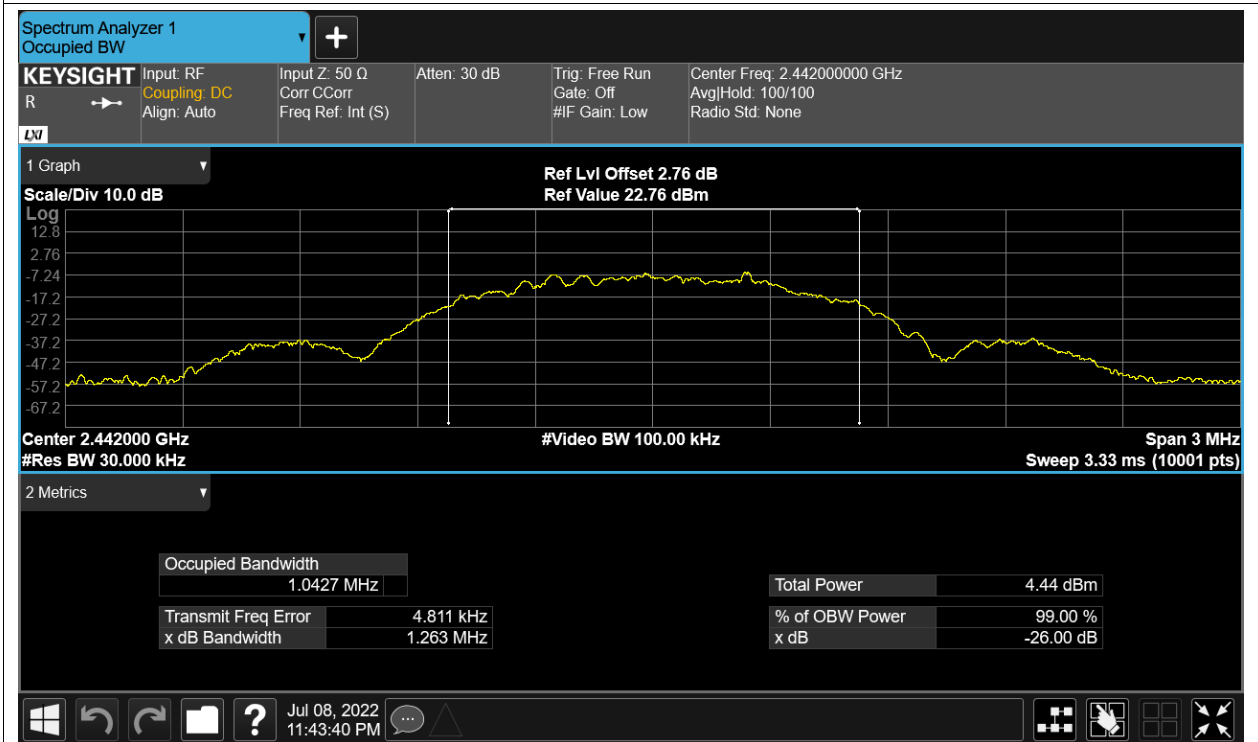 Spectrum Analyzer 1
Occupied BW
▼
+
KEYSIGHT
R
LXI
Input: RF
Coupling: DC
Align: Auto
Input Z: 50 Ω
Corr CCorr
Freq Ref: Int (S)
Atten: 30 dB
Trig: Free Run
Gate: Off
#IF Gain: Low
Center Freq: 2.442000000 GHz
Avg|Hold: 100/100
Radio Std: None
1 Graph ▼
Scale/Div 10.0 dB
Ref Lvl Offset 2.76 dB
Ref Value 22.76 dBm
Log
12.8
2.76
-7.24
-17.2
-27.2
-37.2
-47.2
-57.2
-67.2
Center 2.442000 GHz
#Res BW 30.000 kHz
#Video BW 100.00 kHz
Span 3 MHz
Sweep 3.33 ms (10001 pts)
2 Metrics ▼
Occupied Bandwidth
1.0427 MHz
Transmit Freq Error 4.811 kHz
x dB Bandwidth 1.263 MHz
Total Power 4.44 dBm
% of OBW Power 99.00 %
x dB -26.00 dB
?
Jul 08, 2022
11:43:40 PM